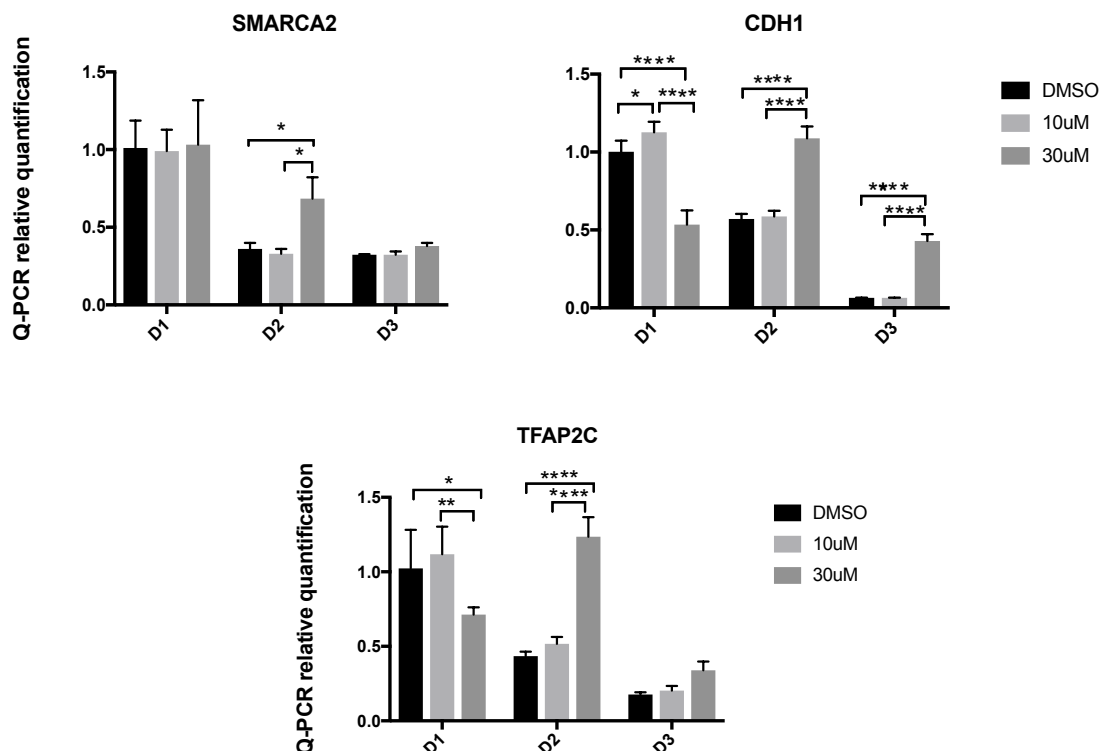 SMARCA2
Q-PCR relative quantification
1.5
1.0
0.5
0.0
*
*
D1
D2
D3
CDH1
1.5
1.0
0.5
0.0
****
* ****
****
****
****
****
D1
D2
D3
DMSO
10uM
30uM
TFAP2C
Q-PCR relative quantification
1.5
1.0
0.5
0.0
*
**
****
****
D1
D2
D3
DMSO
10uM
30uM